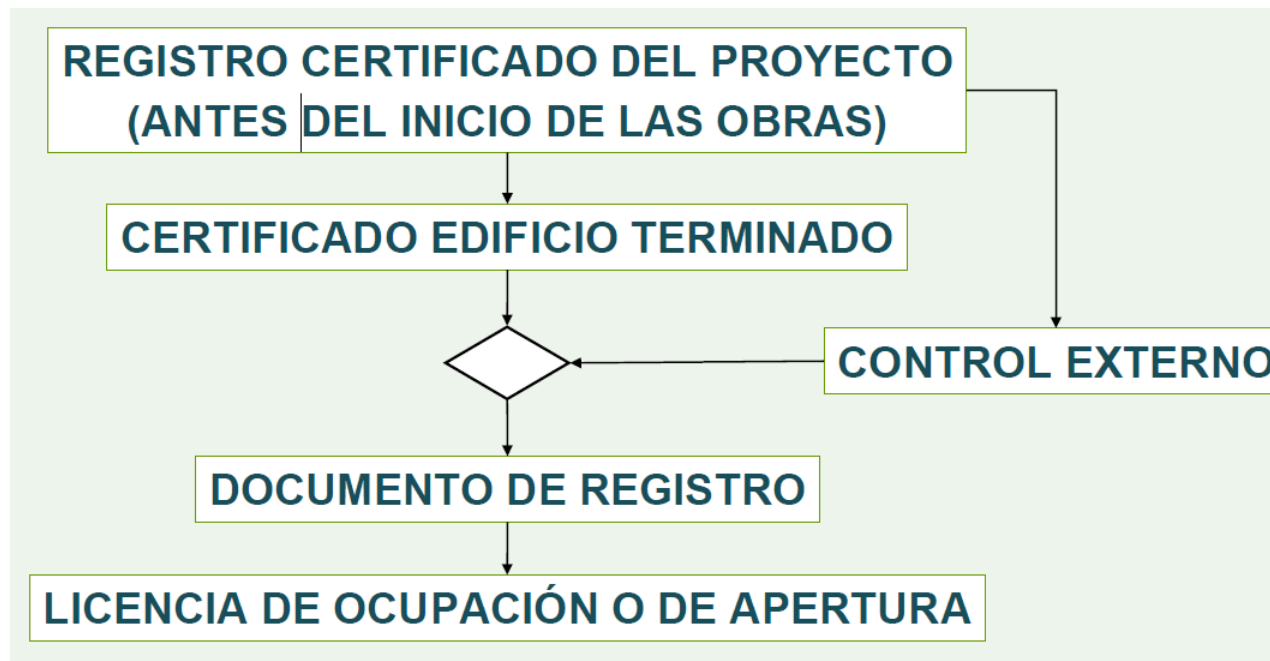 REGISTRO CERTIFICADO DEL PROYECTO
(ANTES DEL INICIO DE LAS OBRAS)
CERTIFICADO EDIFICIO TERMINADO
CONTROL EXTERNO
DOCUMENTO DE REGISTRO
LICENCIA DE OCUPACIÓN O DE APERTURA